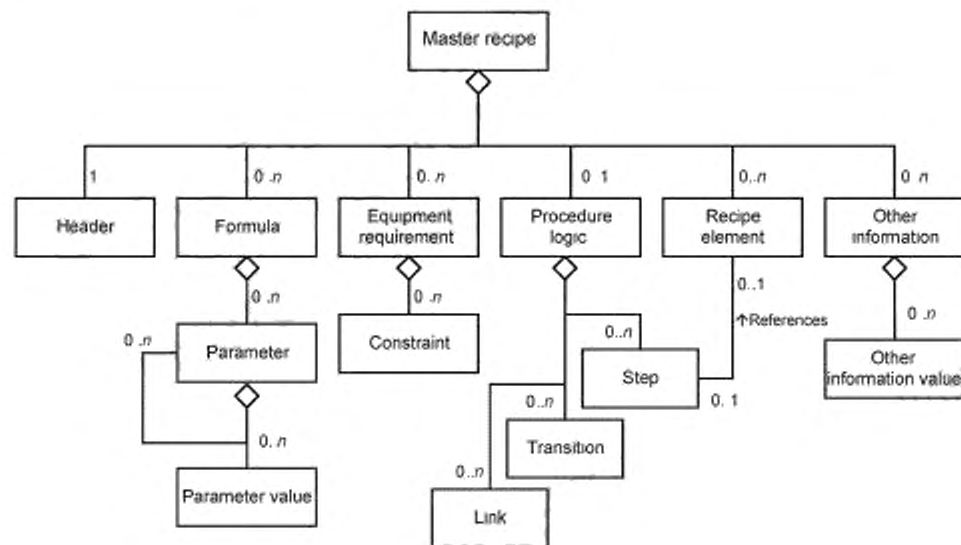 Master recipe
1
0 .n
0. n
0 1
0..n
0 n
Header
Formula
Equipment
requirement
Procedure
logic
Recipe
element
Other
information
0 .n
0 .n
0..1
0 .n
↑References
0 .n
Parameter
Constraint
0..n
Step
0. 1
Other
information value
0..n
0. n
Transition
0..n
Parameter value
Link